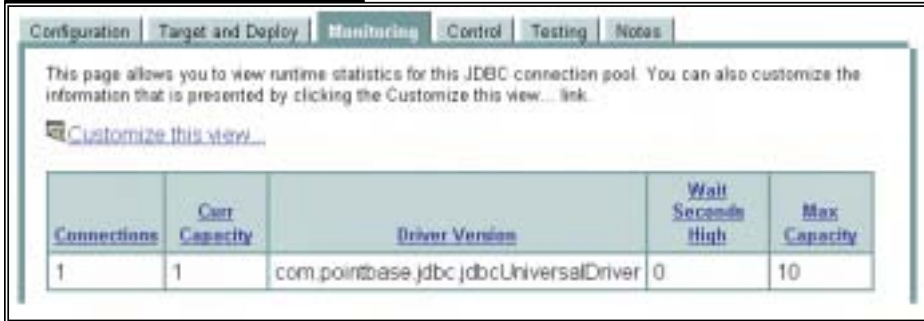 Configuration Target and Deploy Monitoring Control Testing Notes
This page allows you to view runtime statistics for this JDBC connection pool. You can also customize the
information that is presented by clicking the Customize this view... link.
Customize this view...
Connections Curr Capacity Driver Version Wait Seconds High Max Capacity
1 1 com.pointbase.jdbc.jdbcUniversalDriver 0 10